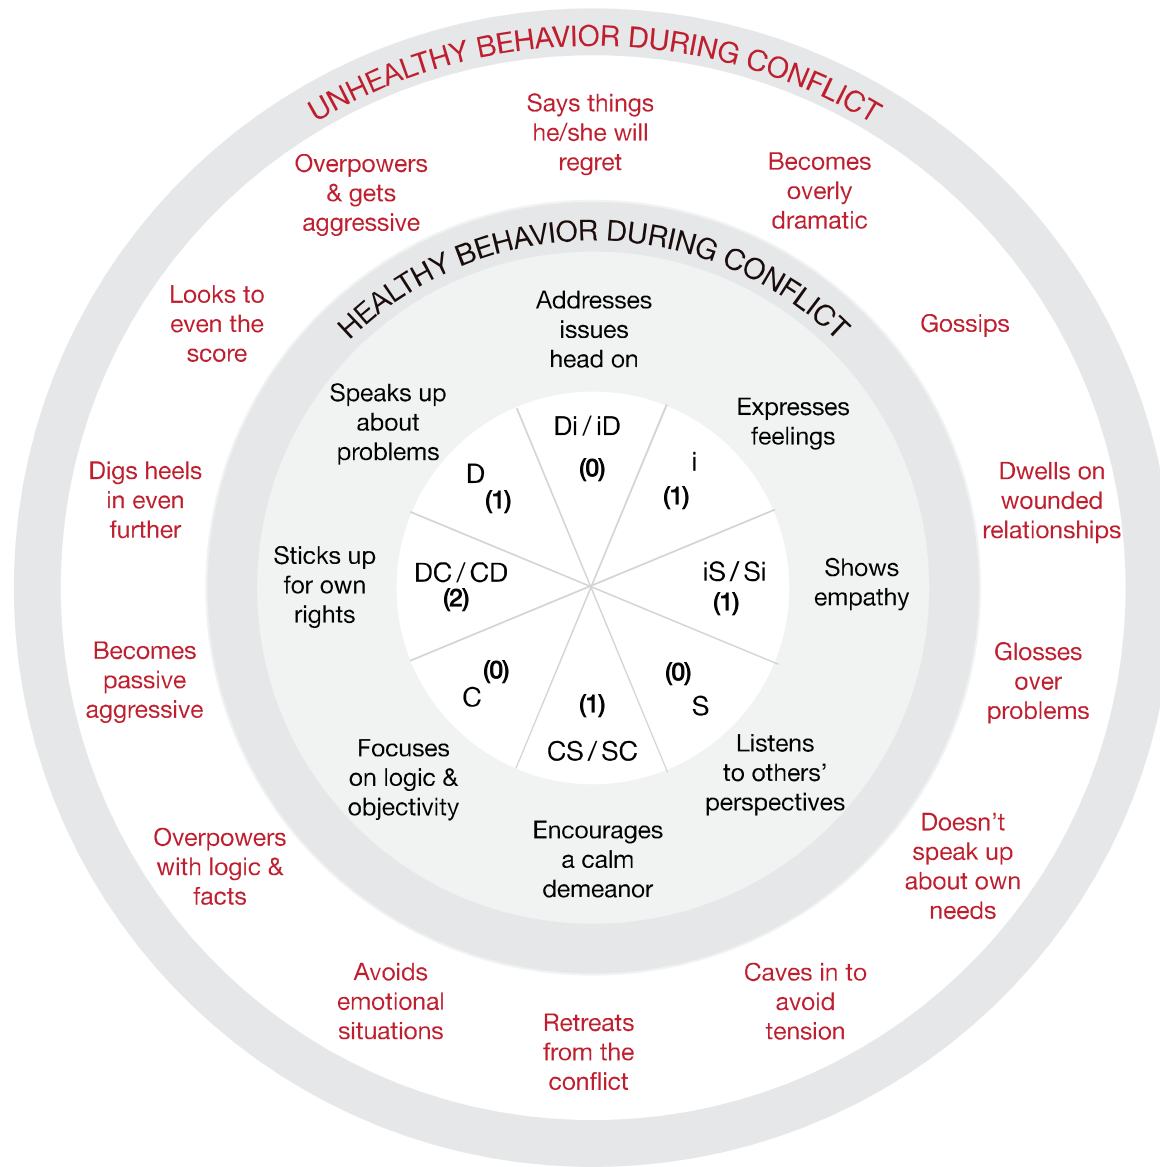 UNHEALTHY BEHAVIOR DURING CONFLICT
Says things
he/she will
regret
Becomes
overly
dramatic
Gossips
Dwells on
wounded
relationships
Glosses
over
problems
Doesn't
speak up
about own
needs
Caves in to
avoid
tension
Retreats
from the
conflict
Avoids
emotional
situations
Overpowers
with logic &
facts
Becomes
passive
aggressive
Digs heels
in even
further
Looks to
even the
score
Overpowers
& gets
aggressive
HEALTHY BEHAVIOR DURING CONFLICT
Addresses
issues
head on
Expresses
feelings
Shows
empathy
Listens
to others'
perspectives
Encourages
a calm
demeanor
Focuses
on logic &
objectivity
Sticks up
for own
rights
Speaks up
about
problems
Di / iD
(0)
i
(1)
iS / Si
(1)
(0)
S
(1)
CS / SC
(0)
C
DC / CD
(2)
D
(1)